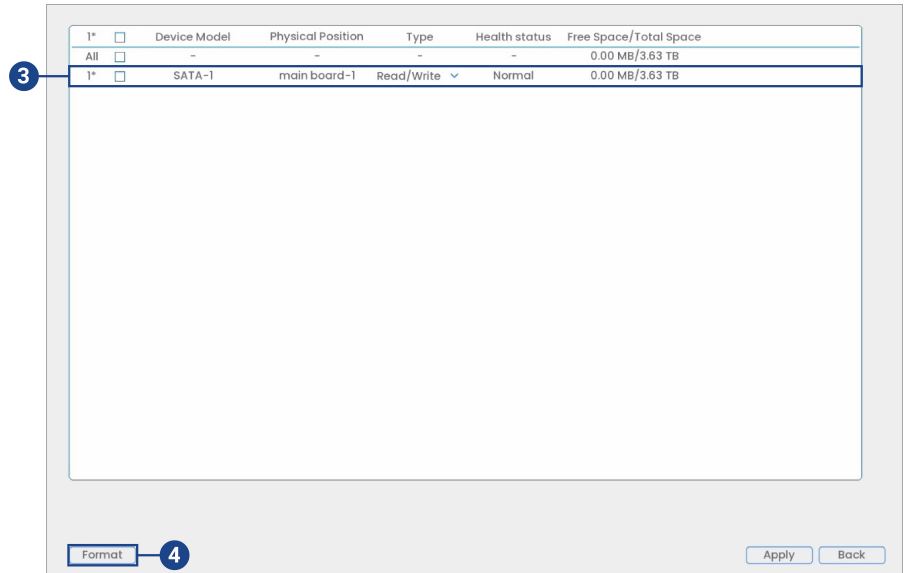 1* Device Model Physical Position Type Health status Free Space/Total Space
All - - - - 0.00 MB/3.63 TB
3 1* SATA-1 main board-1 Read/Write Normal 0.00 MB/3.63 TB
Format 4 Apply Back